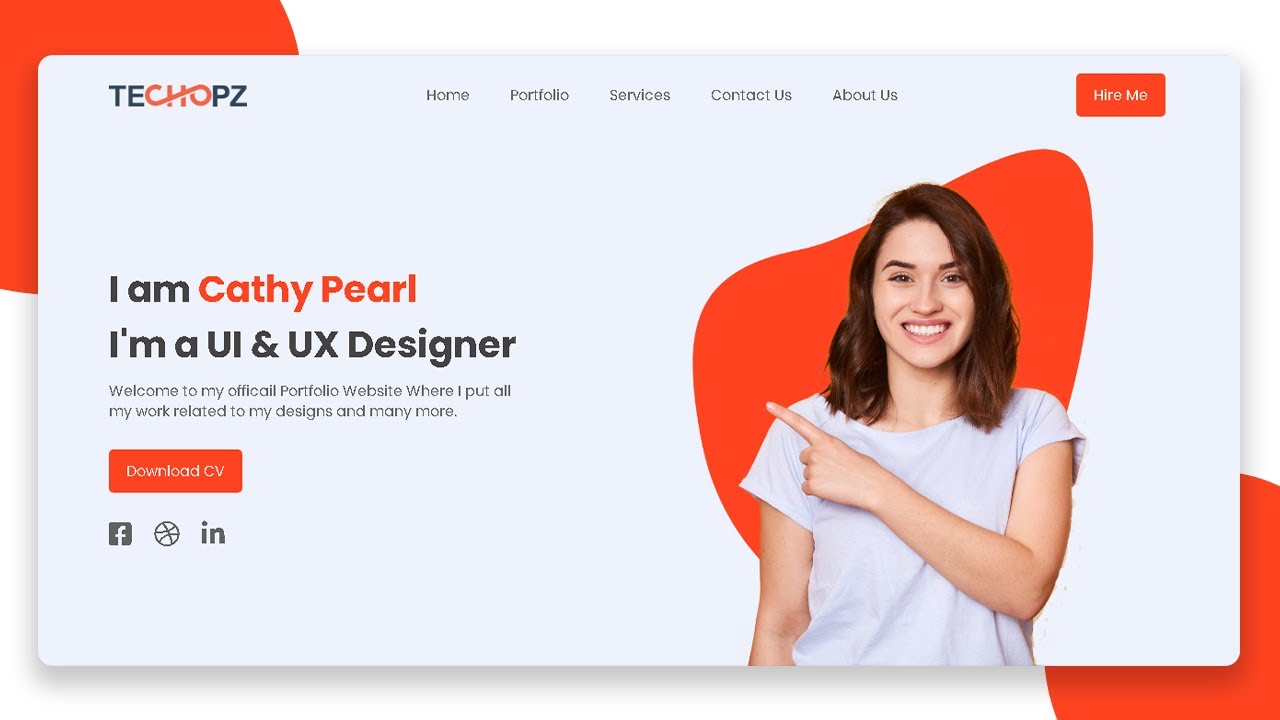 TECHOPZ
Home Portfolio Services Contact Us About Us
Hire Me
I am Cathy Pearl
I'm a UI & UX Designer
Welcome to my officail Portfolio Website Where I put all
my work related to my designs and many more.
Download CV
in